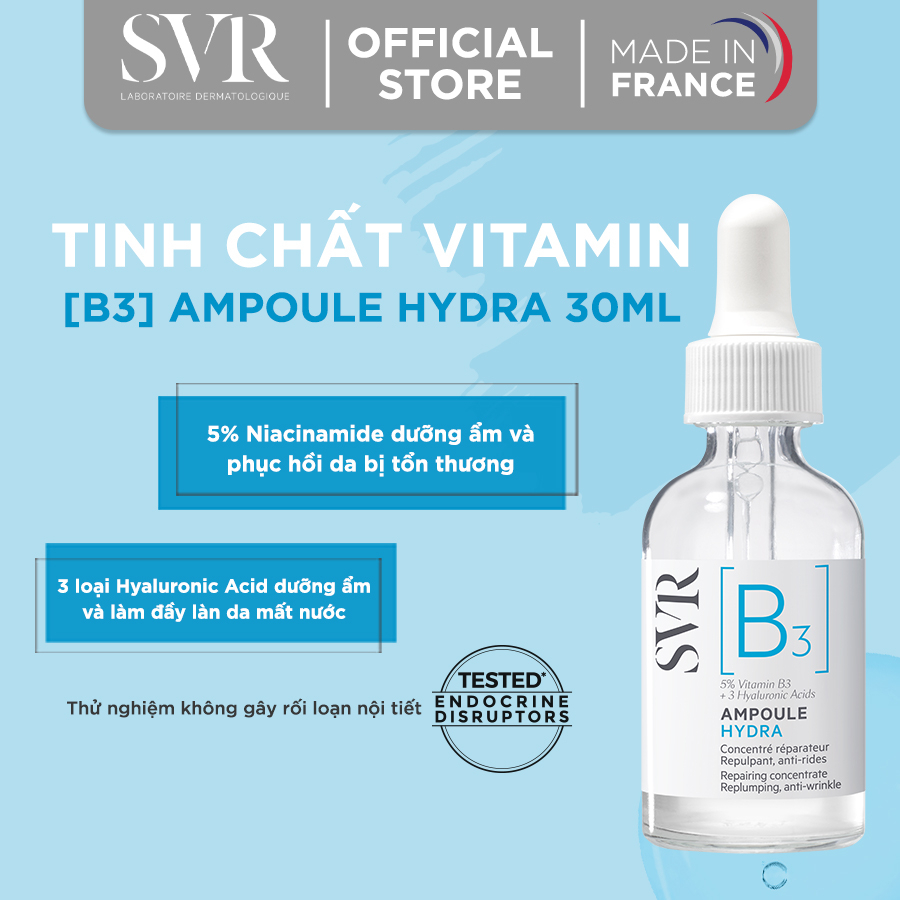 SVR
LABORATOIRE DERMATOLOGIQUE
OFFICIAL
STORE
MADE IN
FRANCE
TINH CHẤT VITAMIN
[B3] AMPOULE HYDRA 30ML
5% Niacinamide dưỡng ẩm và
phục hồi da bị tổn thương
3 loại Hyaluronic Acid dưỡng ẩm
và làm đầy làn da mất nước
Thử nghiệm không gây rối loạn nội tiết
TESTED*
ENDOCRINE
DISRUPTORS
SVR
[B3]
5% Vitamin B3
+ 3 Hyaluronic Acids
AMPOULE
HYDRA
Concentré réparateur
Repulpant, anti-rides
Repairing concentrate
Replumping, anti-wrinkle